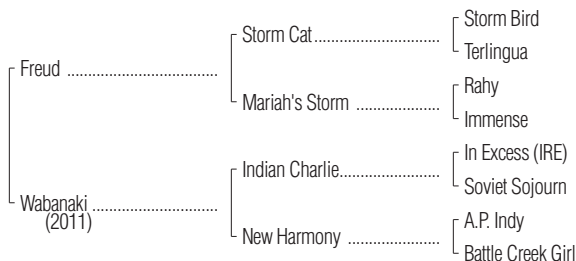 Storm Bird
Storm Cat........................................
Terlingua
Freud ................................................
Rahy
Mariah's Storm ...........................
Immense
In Excess (IRE)
Indian Charlie................................
Soviet Sojourn
Wabanaki ...............................
(2011)
A.P. Indy
New Harmony .............................
Battle Creek Girl